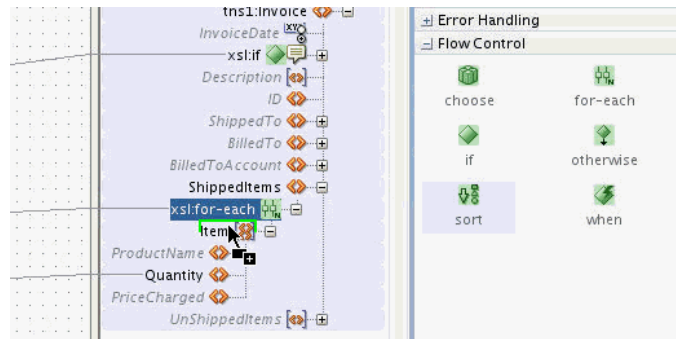 tns1:Invoice
InvoiceDate
xsl:if
Description
ID
ShippedTo
BilledTo
BilledToAccount
ShippedItems
xsl:for-each
Item
ProductName
Quantity
PriceCharged
UnShippedItems
Error Handling
Flow Control
choose for-each
if otherwise
sort when